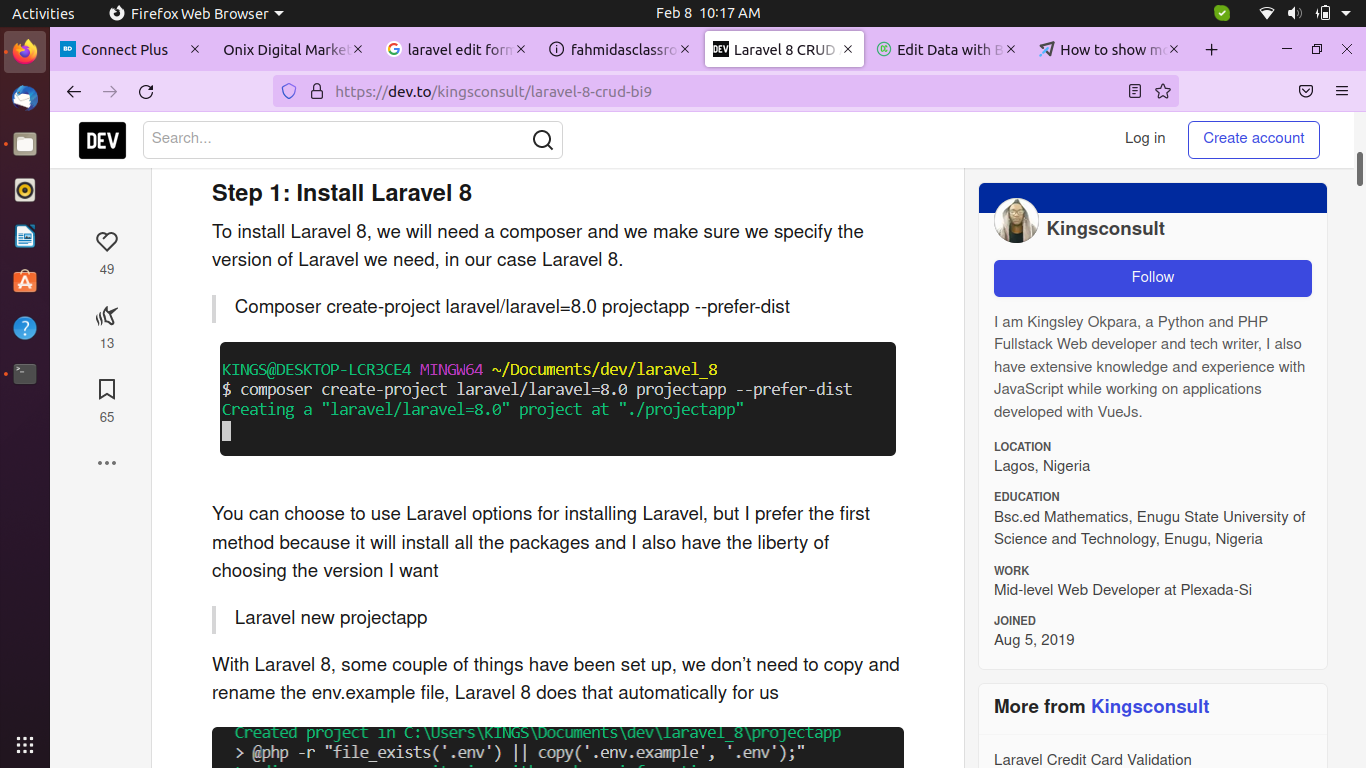 Activities
Firefox Web Browser
Feb 8 10:17 AM
Connect Plus
Onix Digital Market
laravel edit form
fahmidasclassro
Laravel 8 CRUD
Edit Data with B
How to show m
https://dev.to/kingsconsult/laravel-8-crud-bi9
DEV
Search...
Log in
Create account
49
13
65
Step 1: Install Laravel 8
To install Laravel 8, we will need a composer and we make sure we specify the
version of Laravel we need, in our case Laravel 8.
Composer create-project laravel/laravel=8.0 projectapp --prefer-dist
KINGS@DESKTOP-LCR3CE4 MINGW64 ~/Documents/dev/laravel_8
$ composer create-project laravel/laravel=8.0 projectapp --prefer-dist
Creating a "laravel/laravel=8.0" project at "./projectapp"
You can choose to use Laravel options for installing Laravel, but I prefer the first
method because it will install all the packages and I also have the liberty of
choosing the version I want
Laravel new projectapp
With Laravel 8, some couple of things have been set up, we don’t need to copy and
rename the env.example file, Laravel 8 does that automatically for us
Created project in C:\Users\KINGS\Documents\dev\laravel_8\projectapp
> @php -r "file_exists('.env') || copy('.env.example', '.env');"
Kingsconsult
Follow
I am Kingsley Okpara, a Python and PHP
Fullstack Web developer and tech writer, I also
have extensive knowledge and experience with
JavaScript while working on applications
developed with VueJs.
LOCATION
Lagos, Nigeria
EDUCATION
Bsc.ed Mathematics, Enugu State University of
Science and Technology, Enugu, Nigeria
WORK
Mid-level Web Developer at Plexada-Si
JOINED
Aug 5, 2019
More from Kingsconsult
Laravel Credit Card Validation